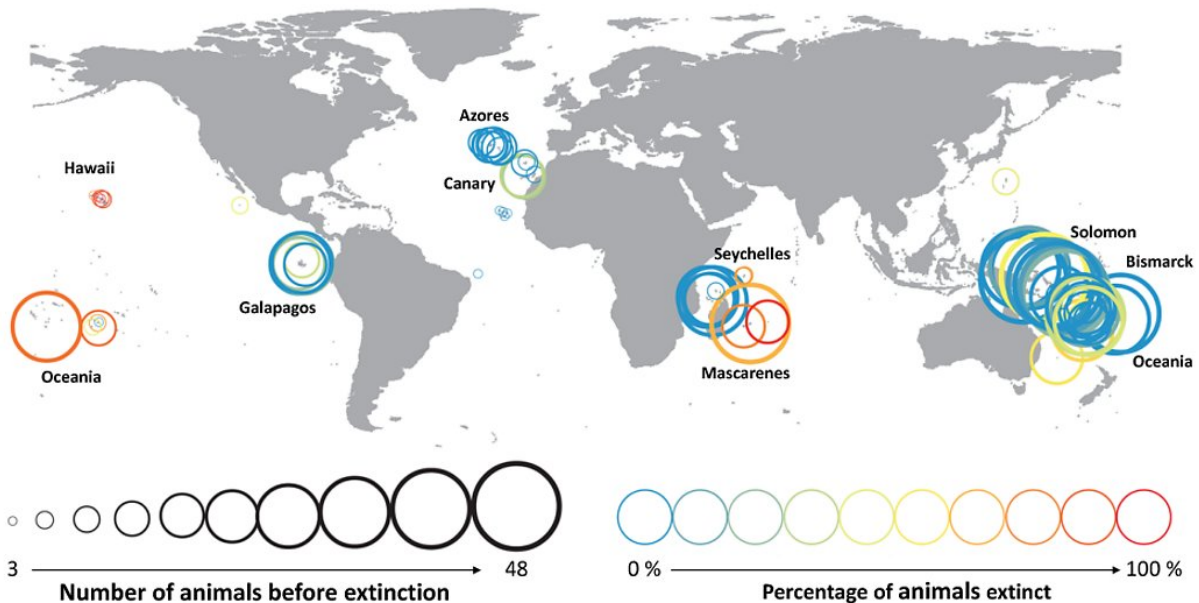 Azores
Hawaii
Canary
Solomon
Seychelles
Bismarck
Galapagos
Oceania
Mascarenes
Oceania
3
48
Number of animals before extinction
0 %
100 %
Percentage of animals extinct